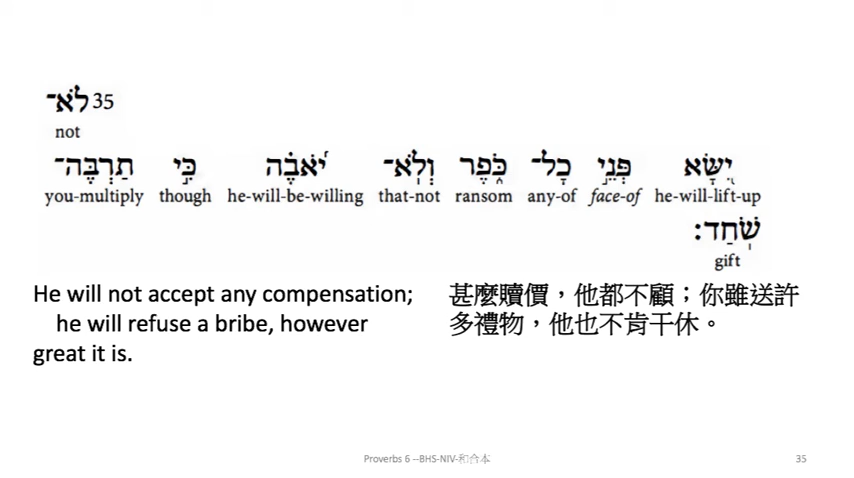 35 לֹא־
not
יִ֭שָּׂא פְּנֵ֣י כָל־ כֹּ֑פֶר וְלֹֽא־ יֹ֝אבֶ֗ה כִּ֣י תַרְבֶּה־
you-multiply though he-will-be-willing that-not ransom any-of face-of he-will-lift-up
שֹֽׁחַד׃
gift
He will not accept any compensation;
he will refuse a bribe, however
great it is.
甚麼贖價，他都不顧；你雖送許
多禮物，他也不肯干休。
Proverbs 6 --BHS-NIV-和合本
35